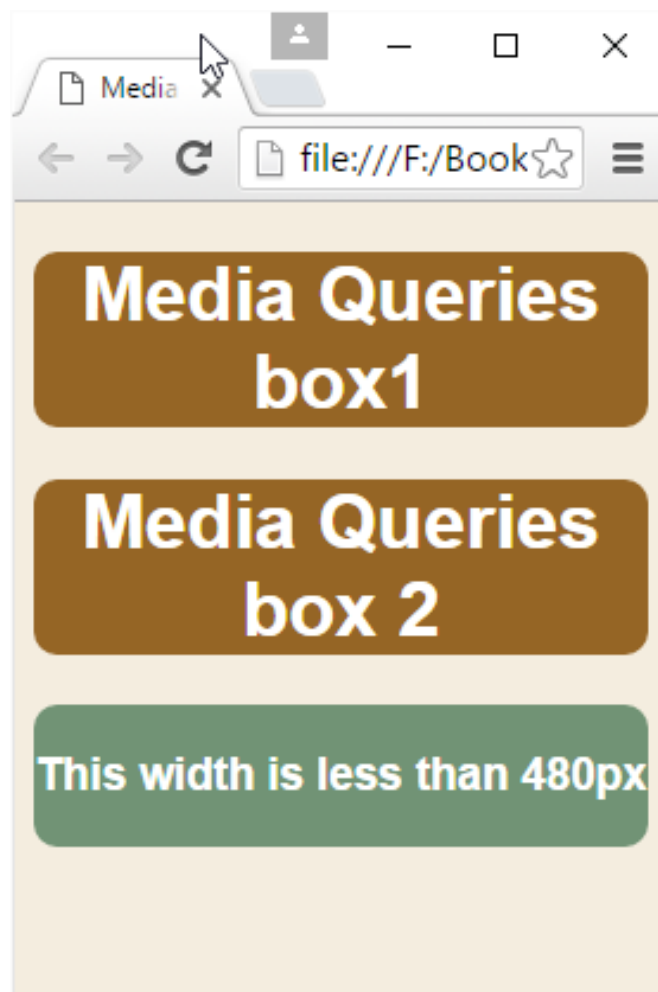 Media
file:///F:/Book
Media Queries
box1
Media Queries
box 2
This width is less than 480px